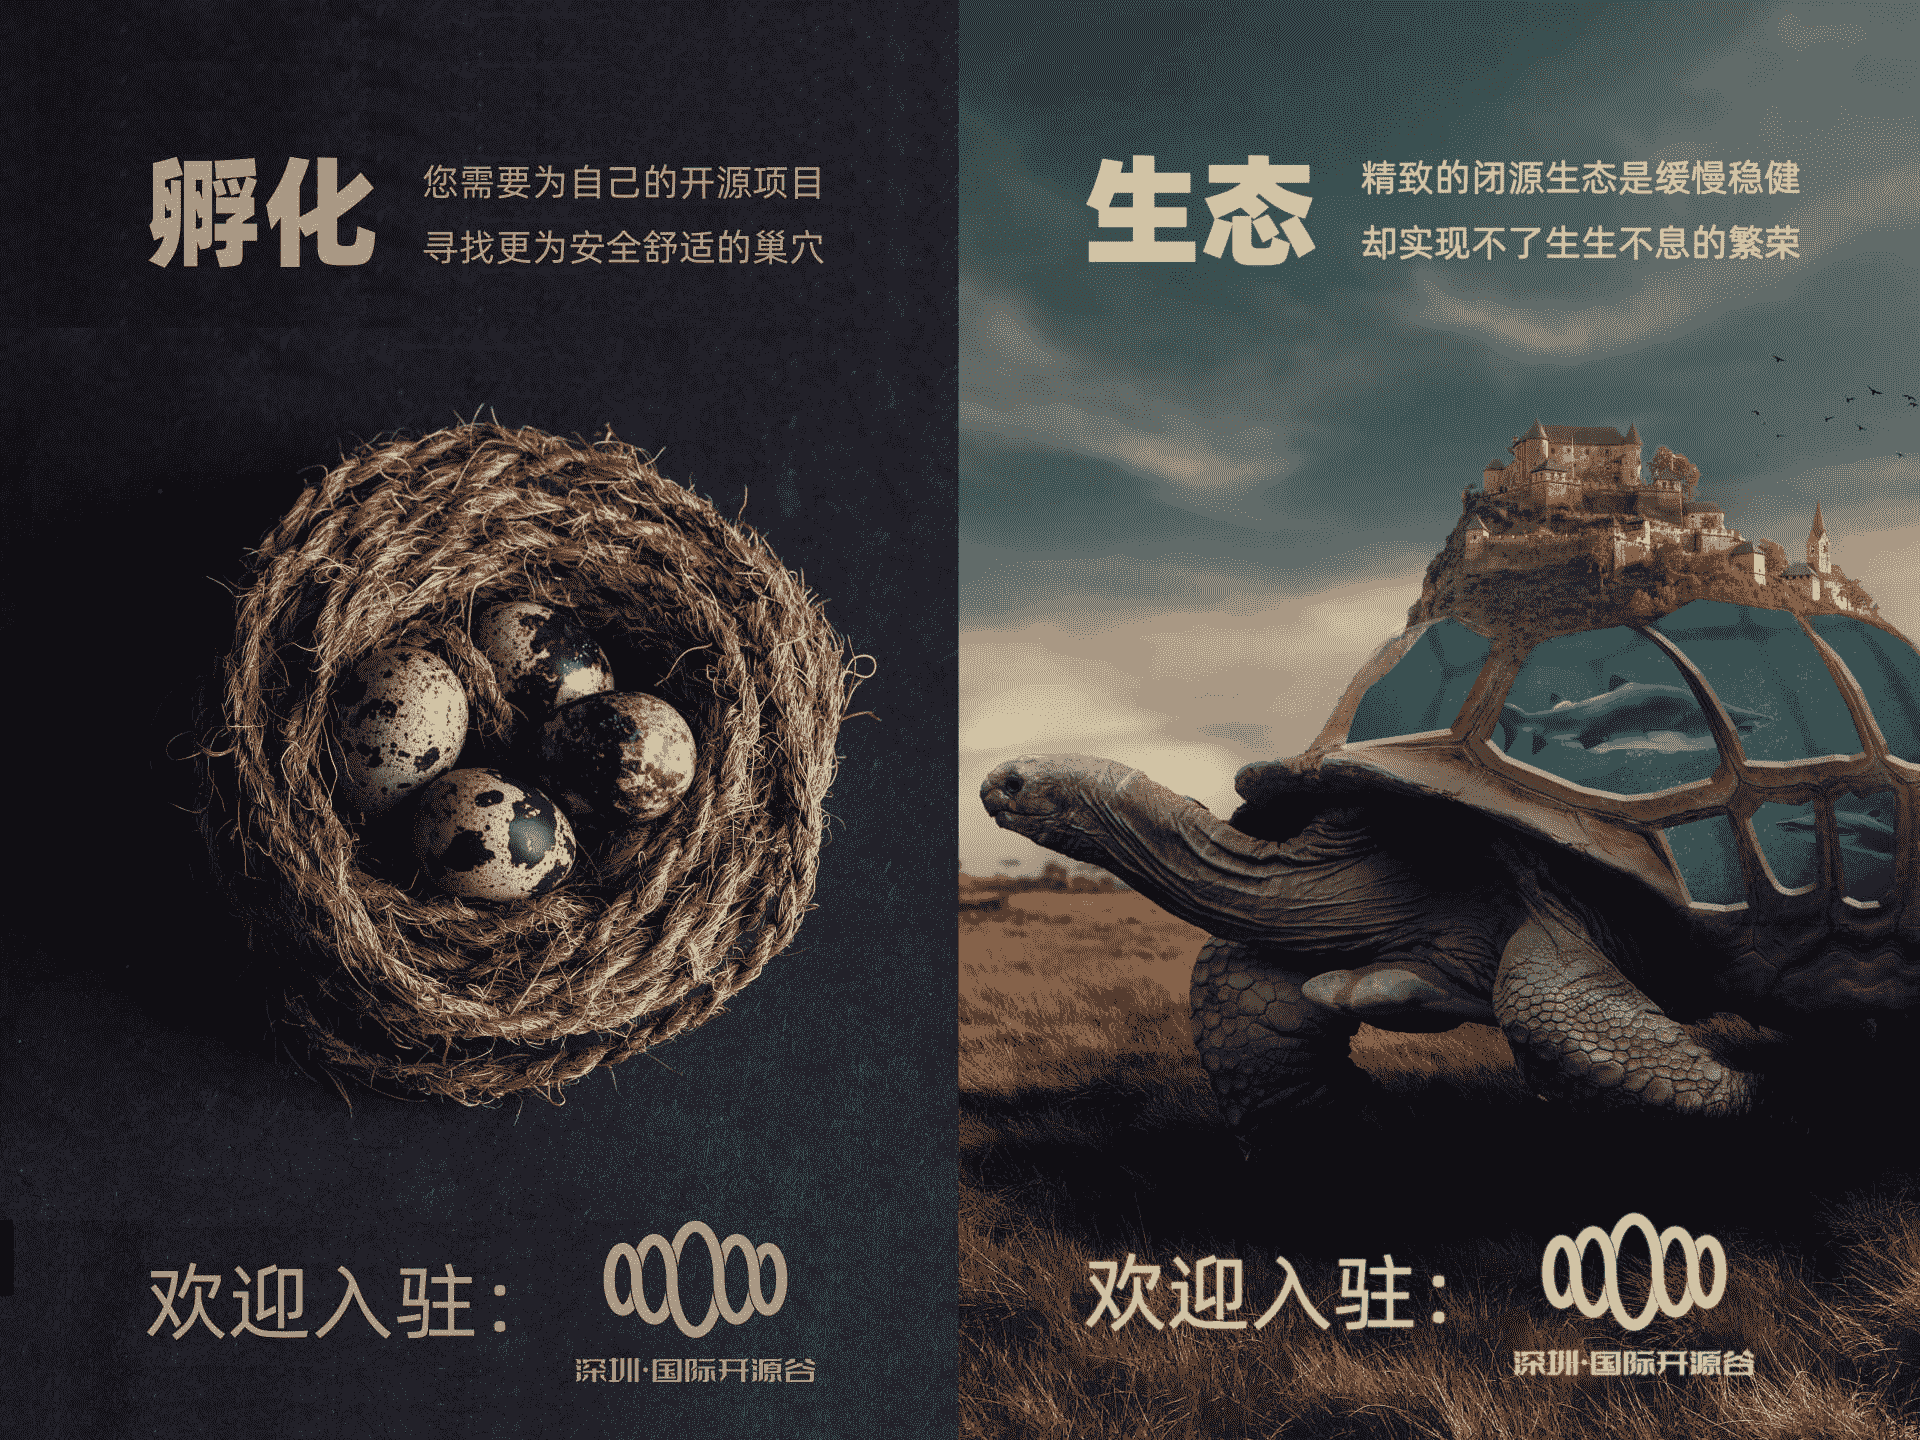 孵化
您需要为自己的开源项目
寻找更为安全舒适的巢穴
欢迎入驻：
深圳·国际开源谷
生态
精致的闭源生态是缓慢稳健
却实现不了生生不息的繁荣
欢迎入驻：
深圳·国际开源谷